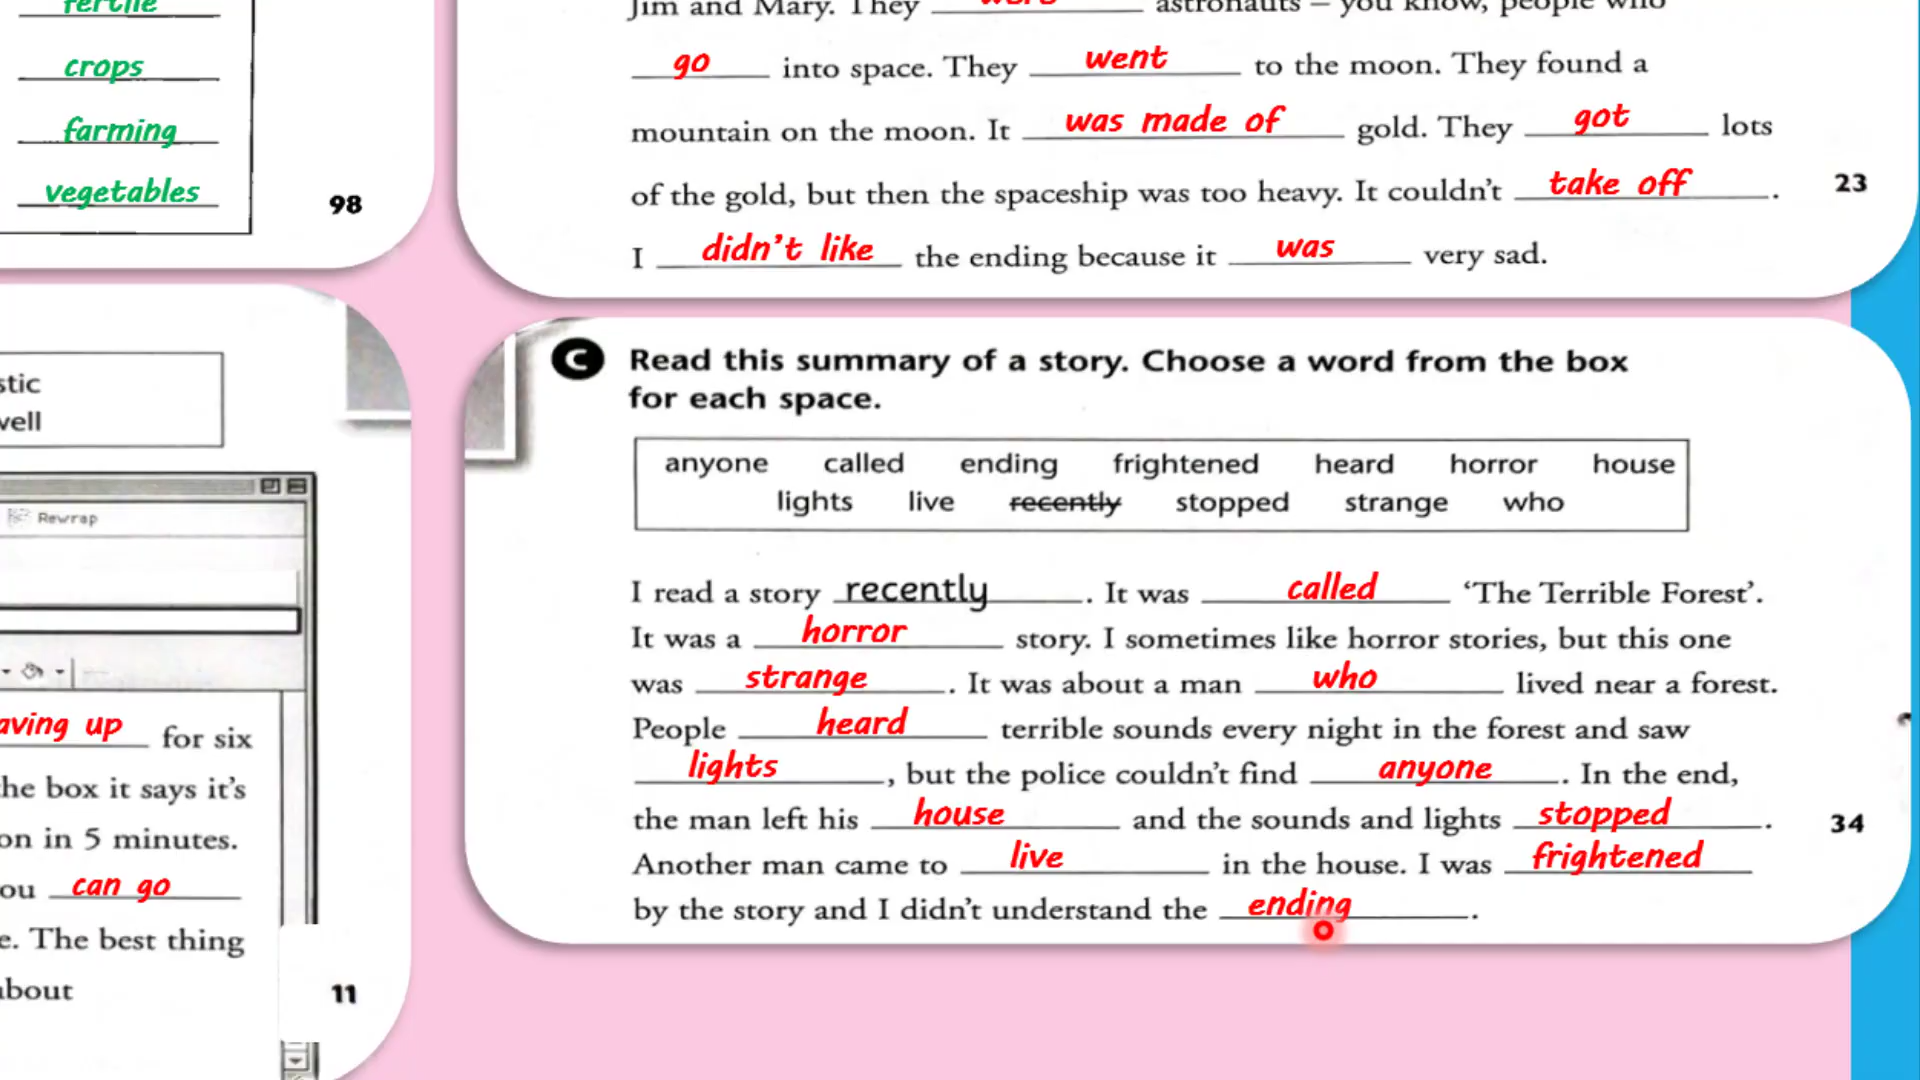 fertile
crops
farming
vegetables
98
Jim and Mary. They were astronauts – you know, people who
go into space. They went to the moon. They found a
mountain on the moon. It was made of gold. They got lots
of the gold, but then the spaceship was too heavy. It couldn't take off.
I didn't like the ending because it was very sad.
23
stic
well
Rewrap
aving up for six
he box it says it's
on in 5 minutes.
ou can go
e. The best thing
about
11
C Read this summary of a story. Choose a word from the box
for each space.
anyone called ending frightened heard horror house
lights live recently stopped strange who
I read a story recently. It was called 'The Terrible Forest'.
It was a horror story. I sometimes like horror stories, but this one
was strange. It was about a man who lived near a forest.
People heard terrible sounds every night in the forest and saw
lights, but the police couldn't find anyone. In the end,
the man left his house and the sounds and lights stopped.
Another man came to live in the house. I was frightened
by the story and I didn't understand the ending.
34